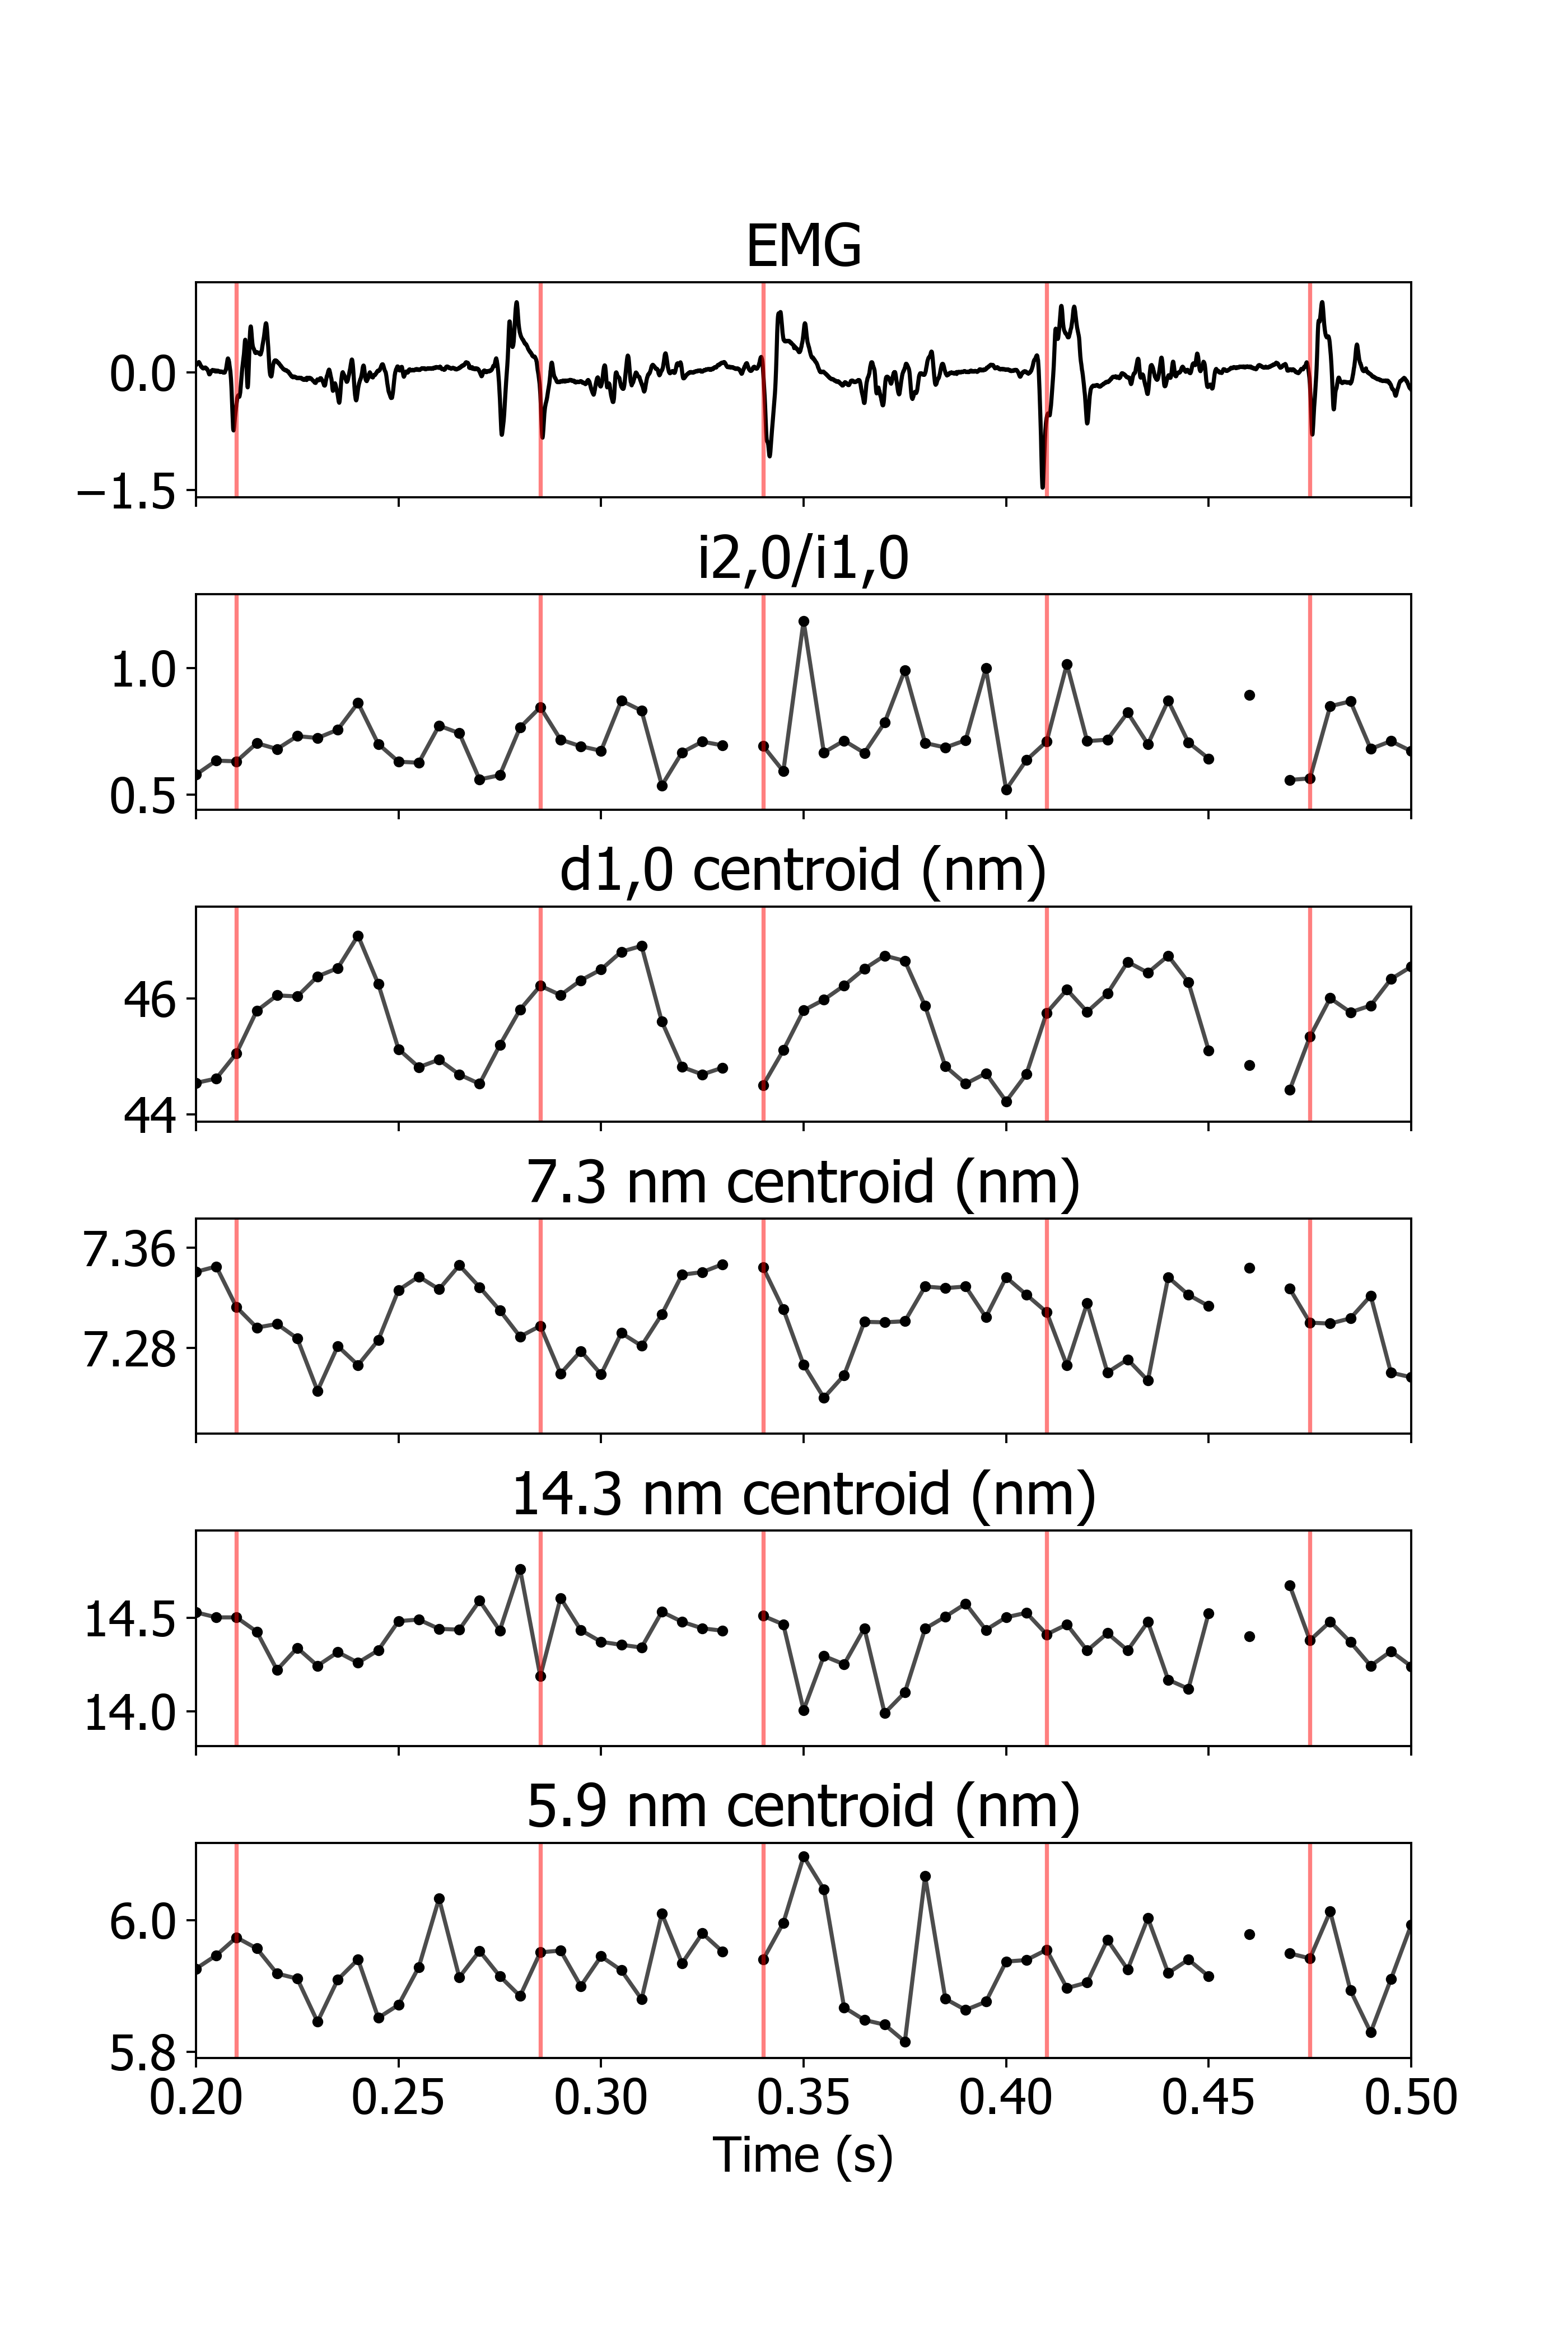 EMG
0.0
−1.5
i2,0/i1,0
1.0
0.5
d1,0 centroid (nm)
46
44
7.3 nm centroid (nm)
7.36
7.28
14.3 nm centroid (nm)
14.5
14.0
5.9 nm centroid (nm)
6.0
5.8
0.20 0.25 0.30 0.35 0.40 0.45 0.50
Time (s)